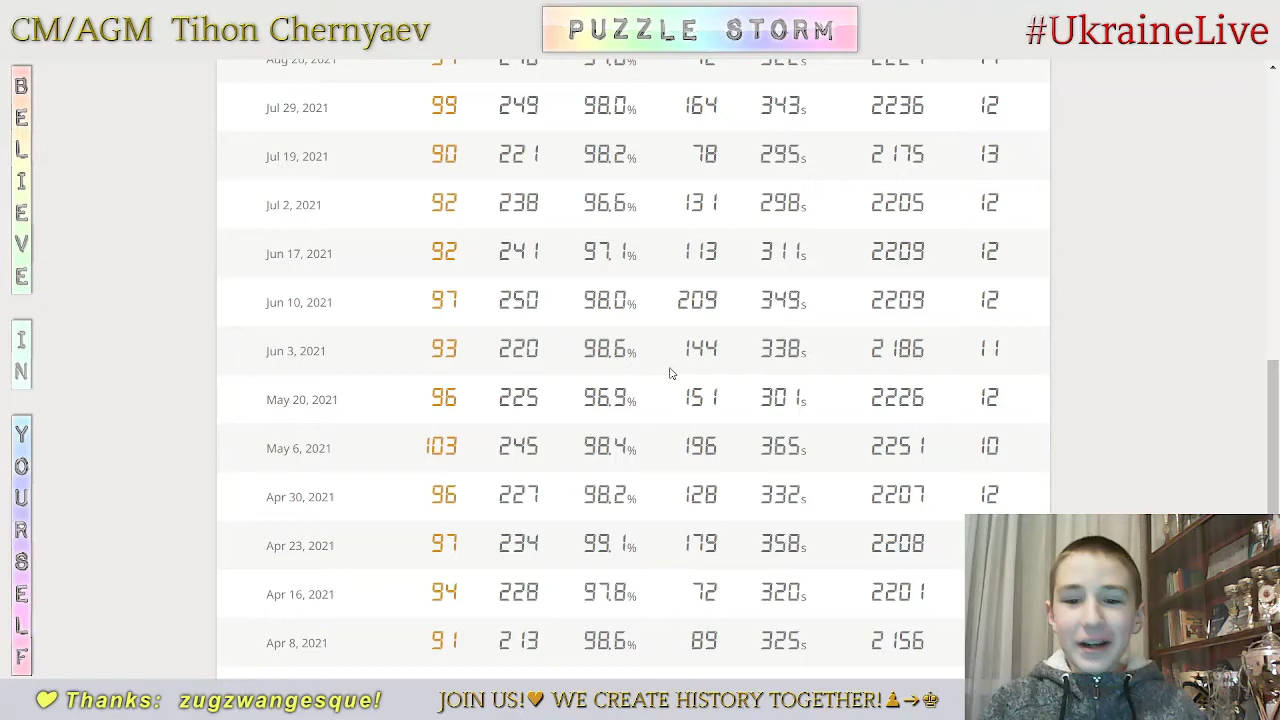 CM/AGM Tihon Chernyaev
PUZZLE STORM
#UkraineLive
BELIEVE
IN
YOURSELF
Jul 29, 2021 99 249 98.0% 164 343s 2236 12
Jul 19, 2021 90 221 98.2% 78 295s 2175 13
Jul 2, 2021 92 238 96.6% 131 298s 2205 12
Jun 17, 2021 92 241 97.1% 113 311s 2209 12
Jun 10, 2021 97 250 98.0% 209 349s 2209 12
Jun 3, 2021 93 220 98.6% 144 338s 2186 11
May 20, 2021 96 225 96.9% 151 301s 2226 12
May 6, 2021 103 245 98.4% 196 365s 2251 10
Apr 30, 2021 96 227 98.2% 128 332s 2207 12
Apr 23, 2021 97 234 99.1% 179 358s 2208
Apr 16, 2021 94 228 97.8% 72 320s 2201
Apr 8, 2021 91 213 98.6% 89 325s 2156
Thanks: zugzwangesque!
JOIN US!🧡 WE CREATE HISTORY TOGETHER!♟→♚